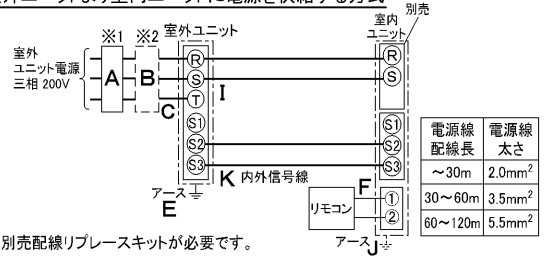 外ユニットより室内ユニットに電源を供給する方式
別売
※1 ※2 室外ユニット
室内
ユニット
室外
ユニット電源
三相 200V
A B C
R R
S I S
T
S1 S1
S2 S2
S3 S3
K 内外信号線
アース
E
F
リモコン ① ②
アース J
電源線
配線長
電源線
太さ
～30m 2.0mm²
30～60m 3.5mm²
60～120m 5.5mm²
別売配線リプレースキットが必要です。